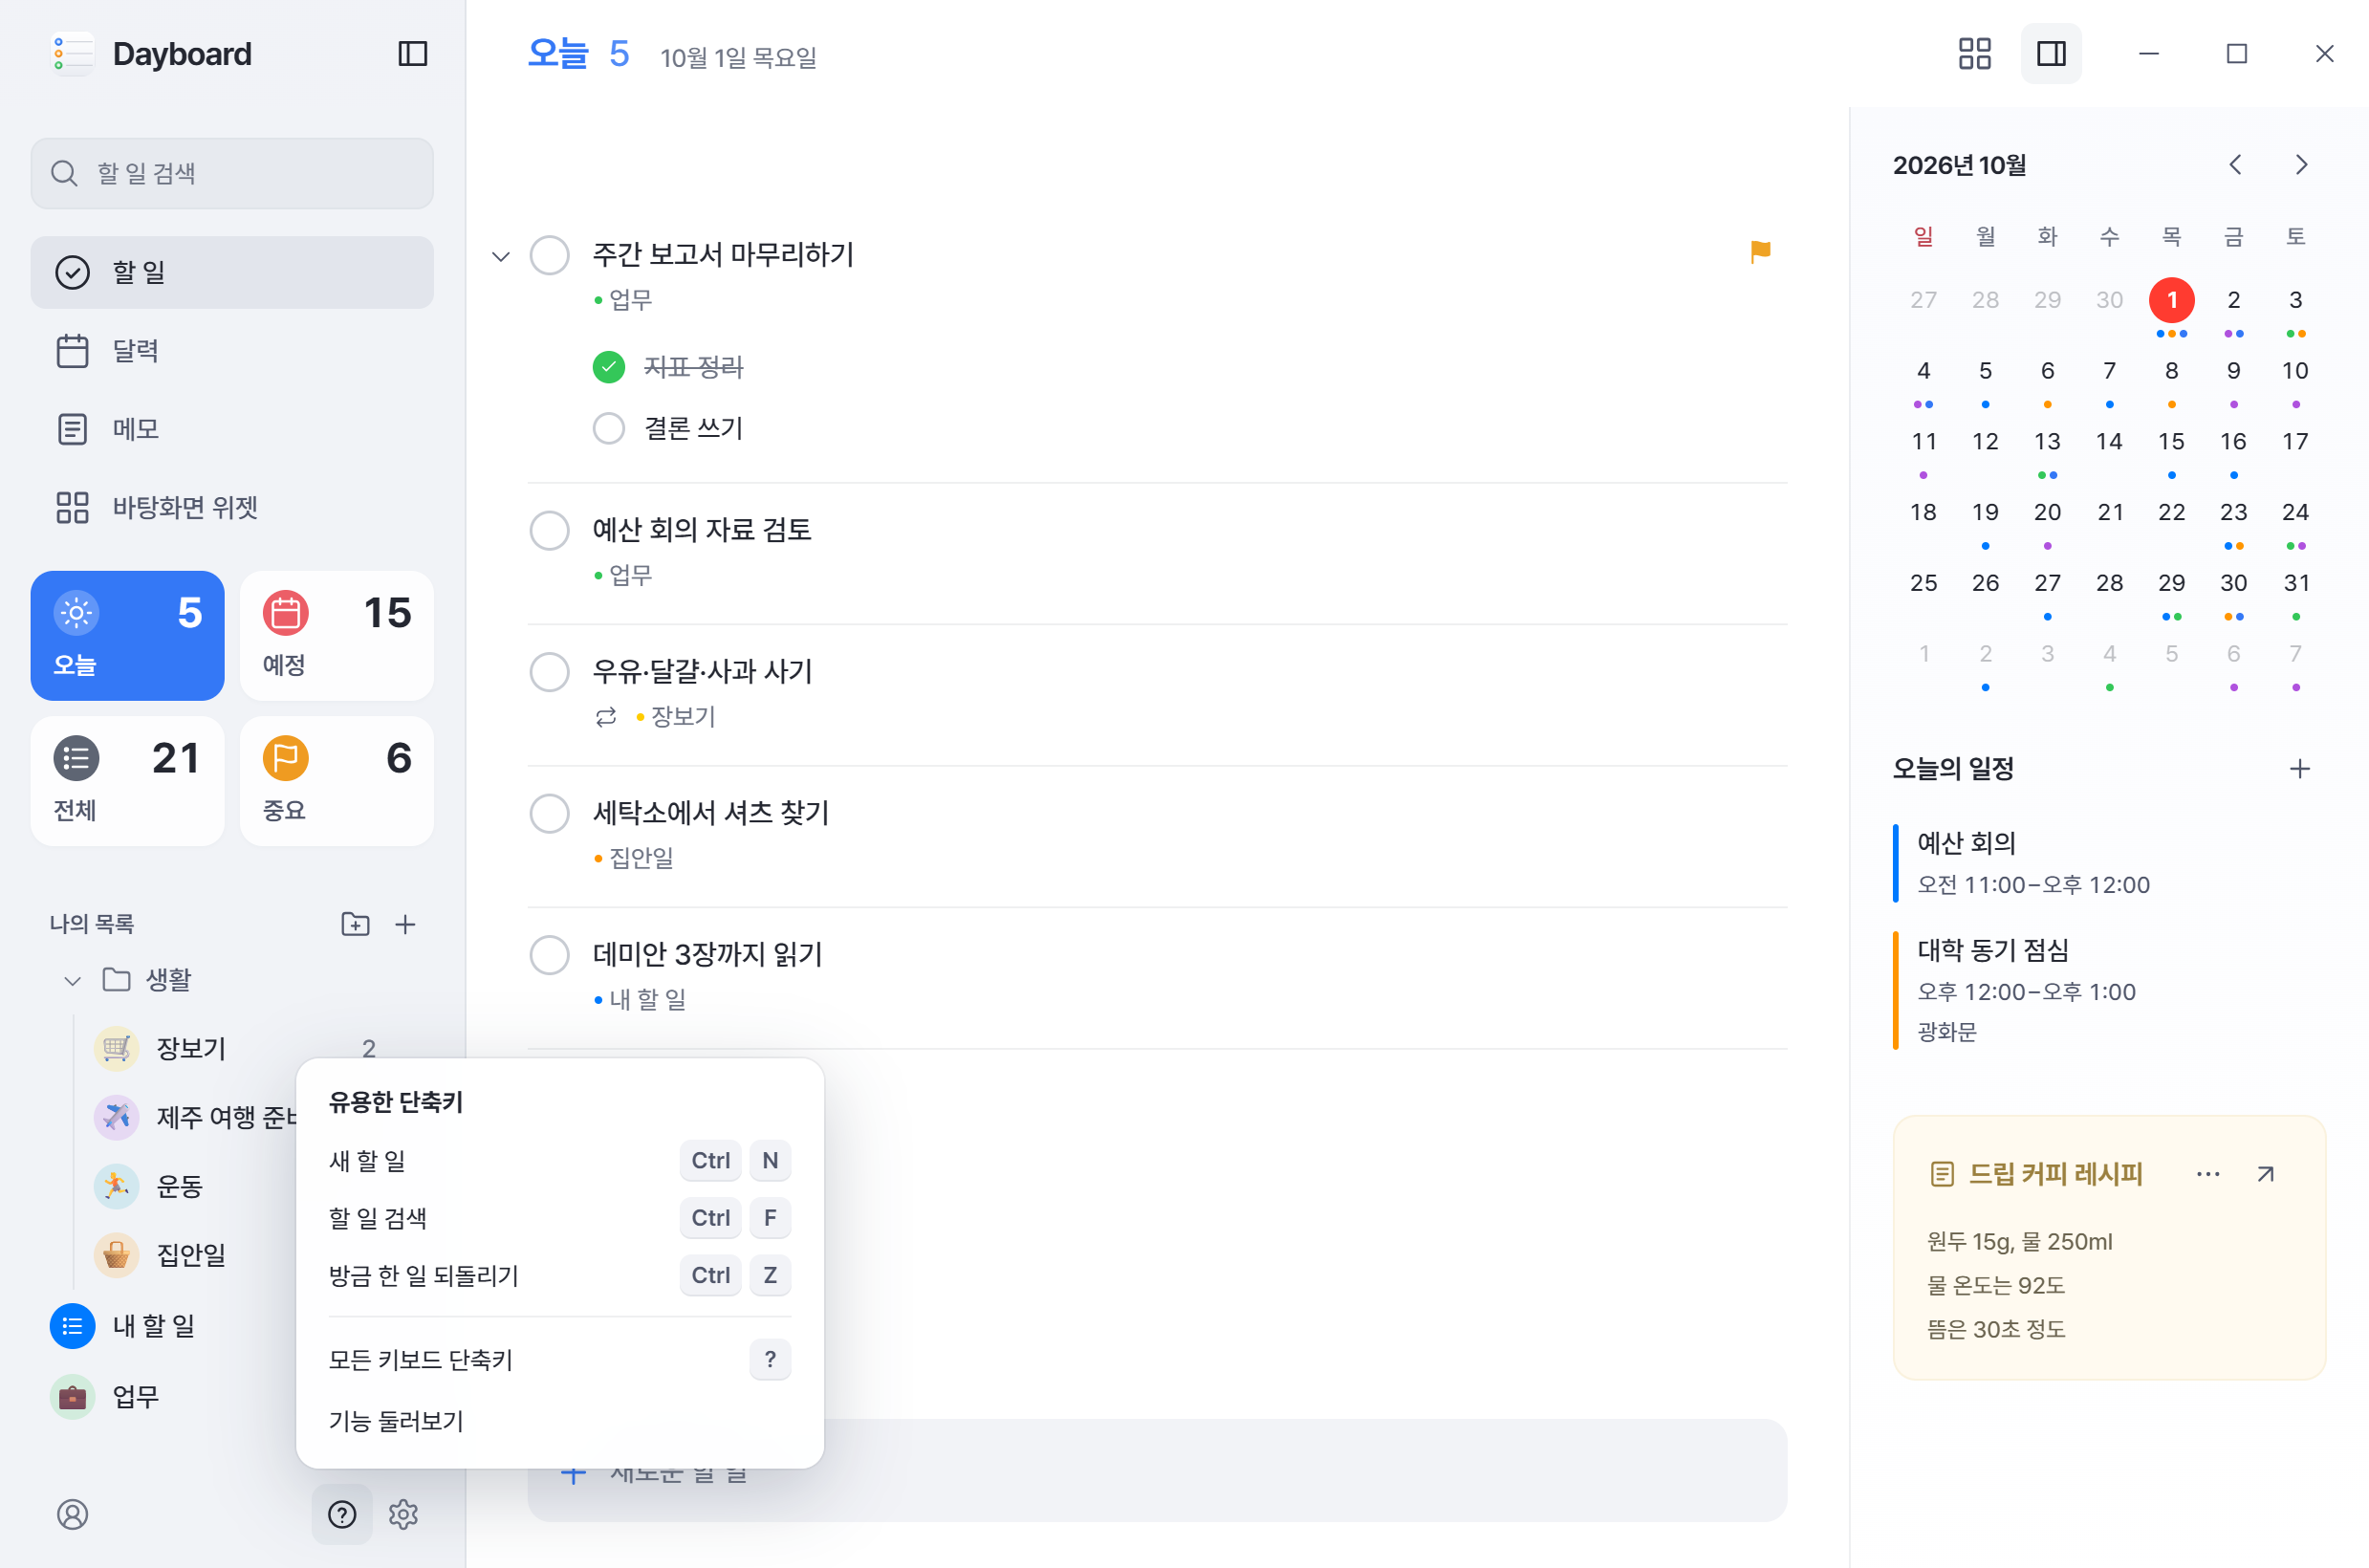 Dayboard
할 일 검색
할 일
달력
메모
바탕화면 위젯
5
오늘
15
예정
21
전체
6
중요
나의 목록
생활
장보기 2
제주 여행
운동
집안일
내 할 일
업무
오늘 5 10월 1일 목요일
주간 보고서 마무리하기
업무
지표 정리
결론 쓰기
예산 회의 자료 검토
업무
우유·달걀·사과 사기
장보기
세탁소에서 셔츠 찾기
집안일
데미안 3장까지 읽기
내 할 일
유용한 단축키
새 할 일 Ctrl N
할 일 검색 Ctrl F
방금 한 일 되돌리기 Ctrl Z
모든 키보드 단축키 ?
기능 둘러보기
새로운 할 일
2026년 10월
일 월 화 수 목 금 토
27 28 29 30 1 2 3
4 5 6 7 8 9 10
11 12 13 14 15 16 17
18 19 20 21 22 23 24
25 26 27 28 29 30 31
1 2 3 4 5 6 7
오늘의 일정
예산 회의
오전 11:00–오후 12:00
대학 동기 점심
오후 12:00–오후 1:00
광화문
드립 커피 레시피
원두 15g, 물 250ml
물 온도는 92도
뜸은 30초 정도